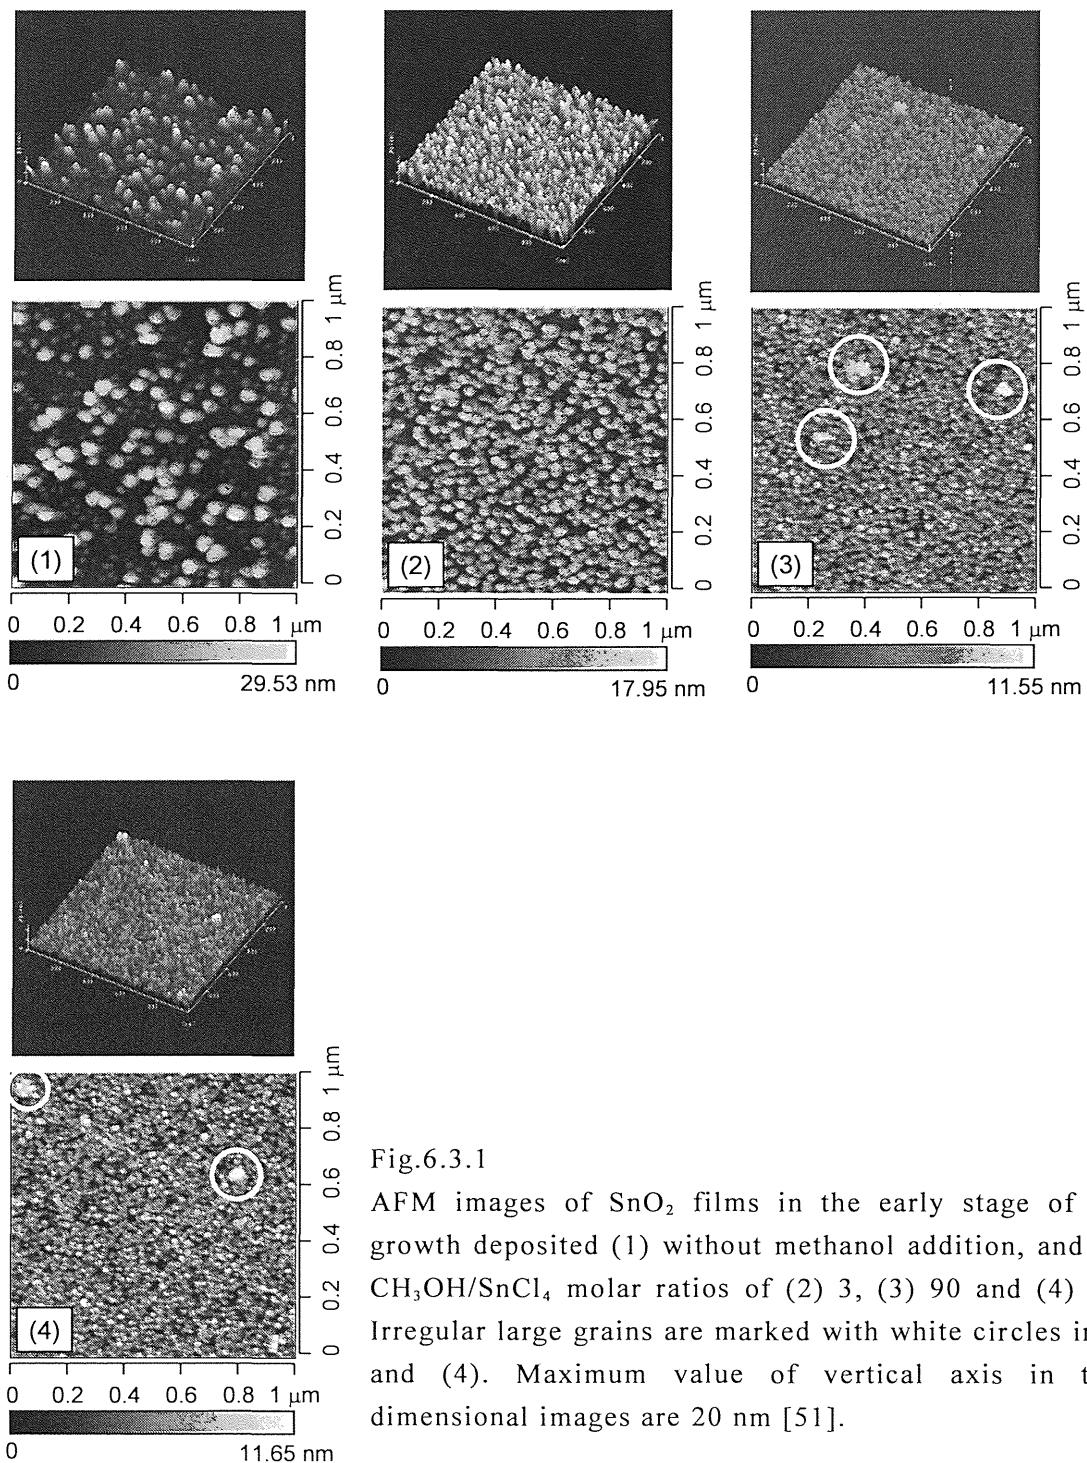 0 0.2 0.4 0.6 0.8 1 μm
(1)
0 0.2 0.4 0.6 0.8 1 μm
0 29.53 nm
0 0.2 0.4 0.6 0.8 1 μm
(2)
0 0.2 0.4 0.6 0.8 1 μm
0 17.95 nm
0 0.2 0.4 0.6 0.8 1 μm
(3)
0 0.2 0.4 0.6 0.8 1 μm
0 11.55 nm
0 0.2 0.4 0.6 0.8 1 μm
(4)
0 0.2 0.4 0.6 0.8 1 μm
0 11.65 nm
Fig.6.3.1
AFM images of SnO₂ films in the early stage of
growth deposited (1) without methanol addition, and
CH₃OH/SnCl₄ molar ratios of (2) 3, (3) 90 and (4)
Irregular large grains are marked with white circles in
and (4). Maximum value of vertical axis in
dimensional images are 20 nm [51].